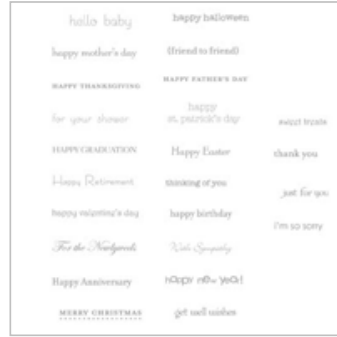 hello baby
happy mother's day
HAPPY THANKSGIVING
for your shower
HAPPY GRADUATION
Happy Retirement
happy valentine's day
For the Newlyweds
Happy Anniversary
MERRY CHRISTMAS
happy halloween
{friend to friend}
HAPPY FATHER'S DAY
happy
st. patrick's day
Happy Easter
thinking of you
happy birthday
With Sympathy
happy new year!
get well wishes
sweet treats
thank you
just for you
I'm so sorry